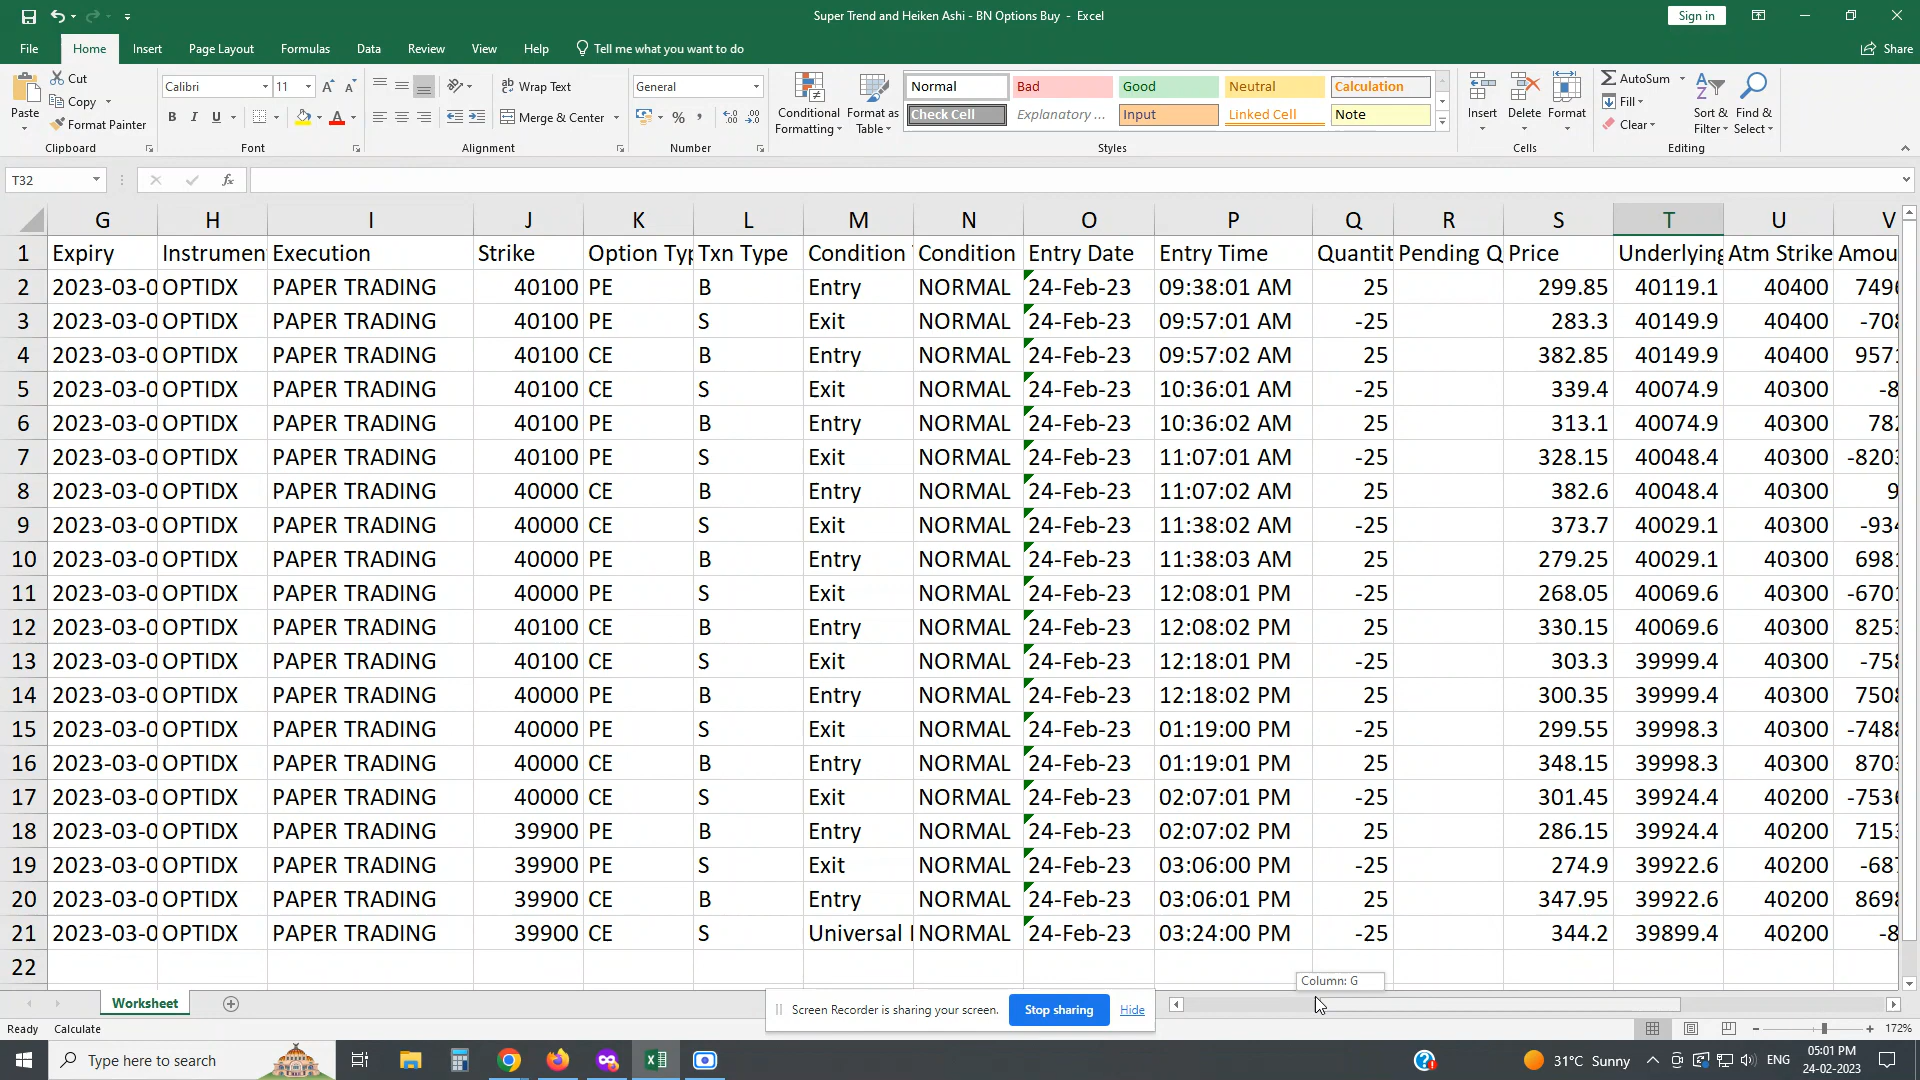 Super Trend and Heiken Ashi - BN Options Buy - Excel
Sign in
File Home Insert Page Layout Formulas Data Review View Help Tell me what you want to do Share
Paste
Cut
Copy
Format Painter
Clipboard
Calibri 11
B I U
Font
Wrap Text
Merge & Center
Alignment
General
Number
Conditional Formatting
Format as Table
Normal Bad Good Neutral Calculation
Check Cell Explanatory ... Input Linked Cell Note
Styles
Insert Delete Format
Cells
AutoSum
Fill
Clear
Sort & Filter
Find & Select
Editing
T32 fx
G H I J K L M N O P Q R S T U V
1 Expiry Instrumen Execution Strike Option Typ Txn Type Condition Condition Entry Date Entry Time Quantit Pending Q Price Underlying Atm Strike Amou
2 2023-03-0 OPTIDX PAPER TRADING 40100 PE B Entry NORMAL 24-Feb-23 09:38:01 AM 25 299.85 40119.1 40400 7496
3 2023-03-0 OPTIDX PAPER TRADING 40100 PE S Exit NORMAL 24-Feb-23 09:57:01 AM -25 283.3 40149.9 40400 -708
4 2023-03-0 OPTIDX PAPER TRADING 40100 CE B Entry NORMAL 24-Feb-23 09:57:02 AM 25 382.85 40149.9 40400 9571
5 2023-03-0 OPTIDX PAPER TRADING 40100 CE S Exit NORMAL 24-Feb-23 10:36:01 AM -25 339.4 40074.9 40300 -8
6 2023-03-0 OPTIDX PAPER TRADING 40100 PE B Entry NORMAL 24-Feb-23 10:36:02 AM 25 313.1 40074.9 40300 782
7 2023-03-0 OPTIDX PAPER TRADING 40100 PE S Exit NORMAL 24-Feb-23 11:07:01 AM -25 328.15 40048.4 40300 -8203
8 2023-03-0 OPTIDX PAPER TRADING 40000 CE B Entry NORMAL 24-Feb-23 11:07:02 AM 25 382.6 40048.4 40300 9
9 2023-03-0 OPTIDX PAPER TRADING 40000 CE S Exit NORMAL 24-Feb-23 11:38:02 AM -25 373.7 40029.1 40300 -934
10 2023-03-0 OPTIDX PAPER TRADING 40000 PE B Entry NORMAL 24-Feb-23 11:38:03 AM 25 279.25 40029.1 40300 6981
11 2023-03-0 OPTIDX PAPER TRADING 40000 PE S Exit NORMAL 24-Feb-23 12:08:01 PM -25 268.05 40069.6 40300 -6701
12 2023-03-0 OPTIDX PAPER TRADING 40100 CE B Entry NORMAL 24-Feb-23 12:08:02 PM 25 330.15 40069.6 40300 8253
13 2023-03-0 OPTIDX PAPER TRADING 40100 CE S Exit NORMAL 24-Feb-23 12:18:01 PM -25 303.3 39999.4 40300 -758
14 2023-03-0 OPTIDX PAPER TRADING 40000 PE B Entry NORMAL 24-Feb-23 12:18:02 PM 25 300.35 39999.4 40300 7508
15 2023-03-0 OPTIDX PAPER TRADING 40000 PE S Exit NORMAL 24-Feb-23 01:19:00 PM -25 299.55 39998.3 40300 -7488
16 2023-03-0 OPTIDX PAPER TRADING 40000 CE B Entry NORMAL 24-Feb-23 01:19:01 PM 25 348.15 39998.3 40300 8703
17 2023-03-0 OPTIDX PAPER TRADING 40000 CE S Exit NORMAL 24-Feb-23 02:07:01 PM -25 301.45 39924.4 40200 -7536
18 2023-03-0 OPTIDX PAPER TRADING 39900 PE B Entry NORMAL 24-Feb-23 02:07:02 PM 25 286.15 39924.4 40200 7153
19 2023-03-0 OPTIDX PAPER TRADING 39900 PE S Exit NORMAL 24-Feb-23 03:06:00 PM -25 274.9 39922.6 40200 -687
20 2023-03-0 OPTIDX PAPER TRADING 39900 CE B Entry NORMAL 24-Feb-23 03:06:01 PM 25 347.95 39922.6 40200 8698
21 2023-03-0 OPTIDX PAPER TRADING 39900 CE S Universal NORMAL 24-Feb-23 03:24:00 PM -25 344.2 39899.4 40200 -8
22
Column: G
Worksheet
Screen Recorder is sharing your screen. Stop sharing Hide
Ready Calculate
172%
Type here to search
31°C Sunny
ENG
05:01 PM
24-02-2023